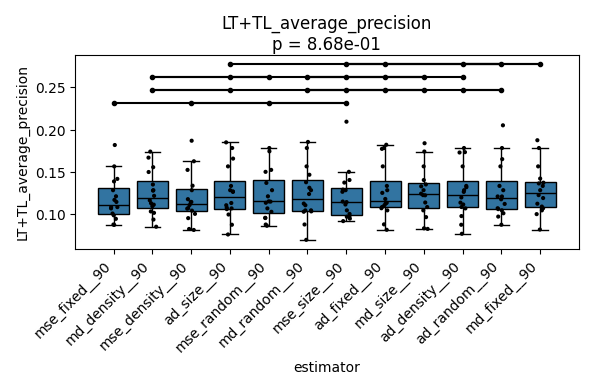 LT+TL_average_precision
p = 8.68e-01
LT+TL_average_precision
0.25
0.20
0.15
0.10
mse_fixed__90
md_density__90
mse_density__90
ad_size__90
mse_random__90
md_random__90
mse_size__90
ad_fixed__90
md_size__90
ad_density__90
ad_random__90
md_fixed__90
estimator